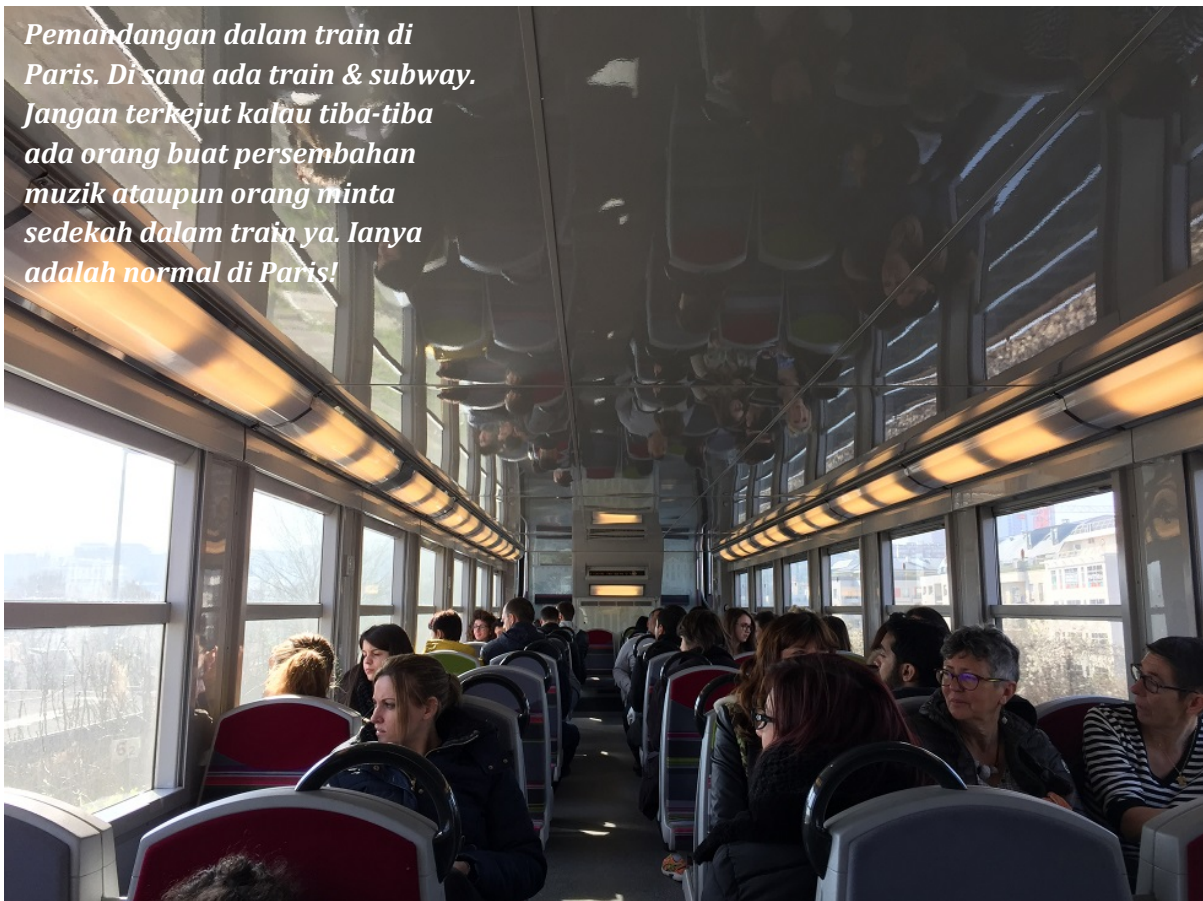 Pemandangan dalam train di
Paris. Di sana ada train & subway.
Jangan terkejut kalau tiba-tiba
ada orang buat persembahan
muzik ataupun orang minta
sedekah dalam train ya. Ianya
adalah normal di Paris!
62